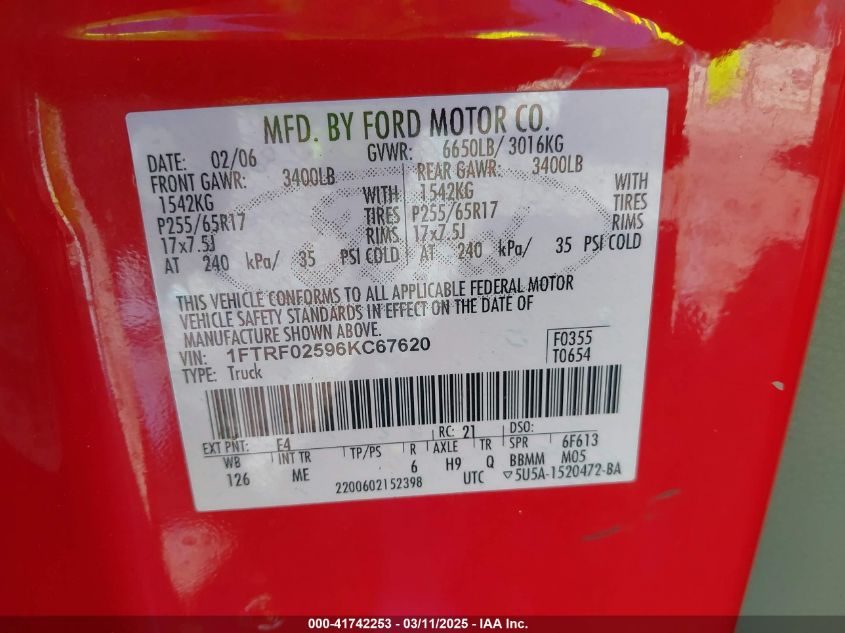 MFD. BY FORD MOTOR CO.
DATE: 02/06 GVWR: 6650LB/ 3016KG
FRONT GAWR: 3400LB REAR GAWR: 3400LB
1542KG WITH 1542KG WITH
P255/65R17 TIRES P255/65R17 TIRES
17x7.5J RIMS 17x7.5J RIMS
AT 240 kPa/ 35 PSI COLD AT 240 kPa/ 35 PSI COLD
THIS VEHICLE CONFORMS TO ALL APPLICABLE FEDERAL MOTOR
VEHICLE SAFETY STANDARDS IN EFFECT ON THE DATE OF
MANUFACTURE SHOWN ABOVE.
VIN: 1FTRF02596KC67620 F0355
TYPE: Truck T0654
EXT PNT: F4 RC: 21 DSO:
WB INT TR TP/PS R AXLE TR SPR 6F613
126 ME 6 H9 Q BBMM M05
2200602152398 UTC ▽5U5A-1520472-BA
000-41742253 - 03/11/2025 - IAA Inc.